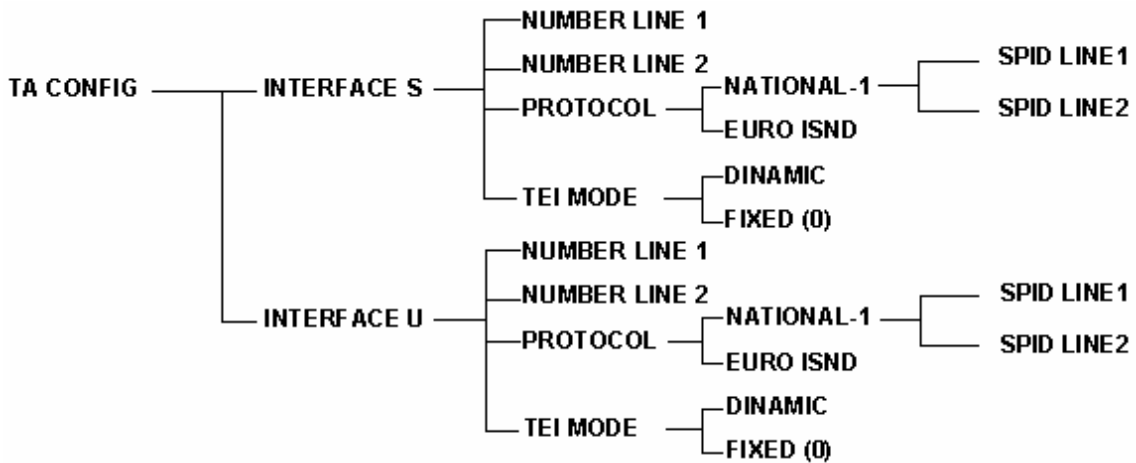 NUMBER LINE 1
NUMBER LINE 2
SPID LINE1
TA CONFIG
INTERFACE S
NATIONAL-1
PROTOCOL
SPID LINE2
EURO ISND
DINAMIC
TEI MODE
FIXED (0)
NUMBER LINE 1
NUMBER LINE 2
SPID LINE1
INTERFACE U
NATIONAL-1
PROTOCOL
SPID LINE2
EURO ISND
DINAMIC
TEI MODE
FIXED (0)